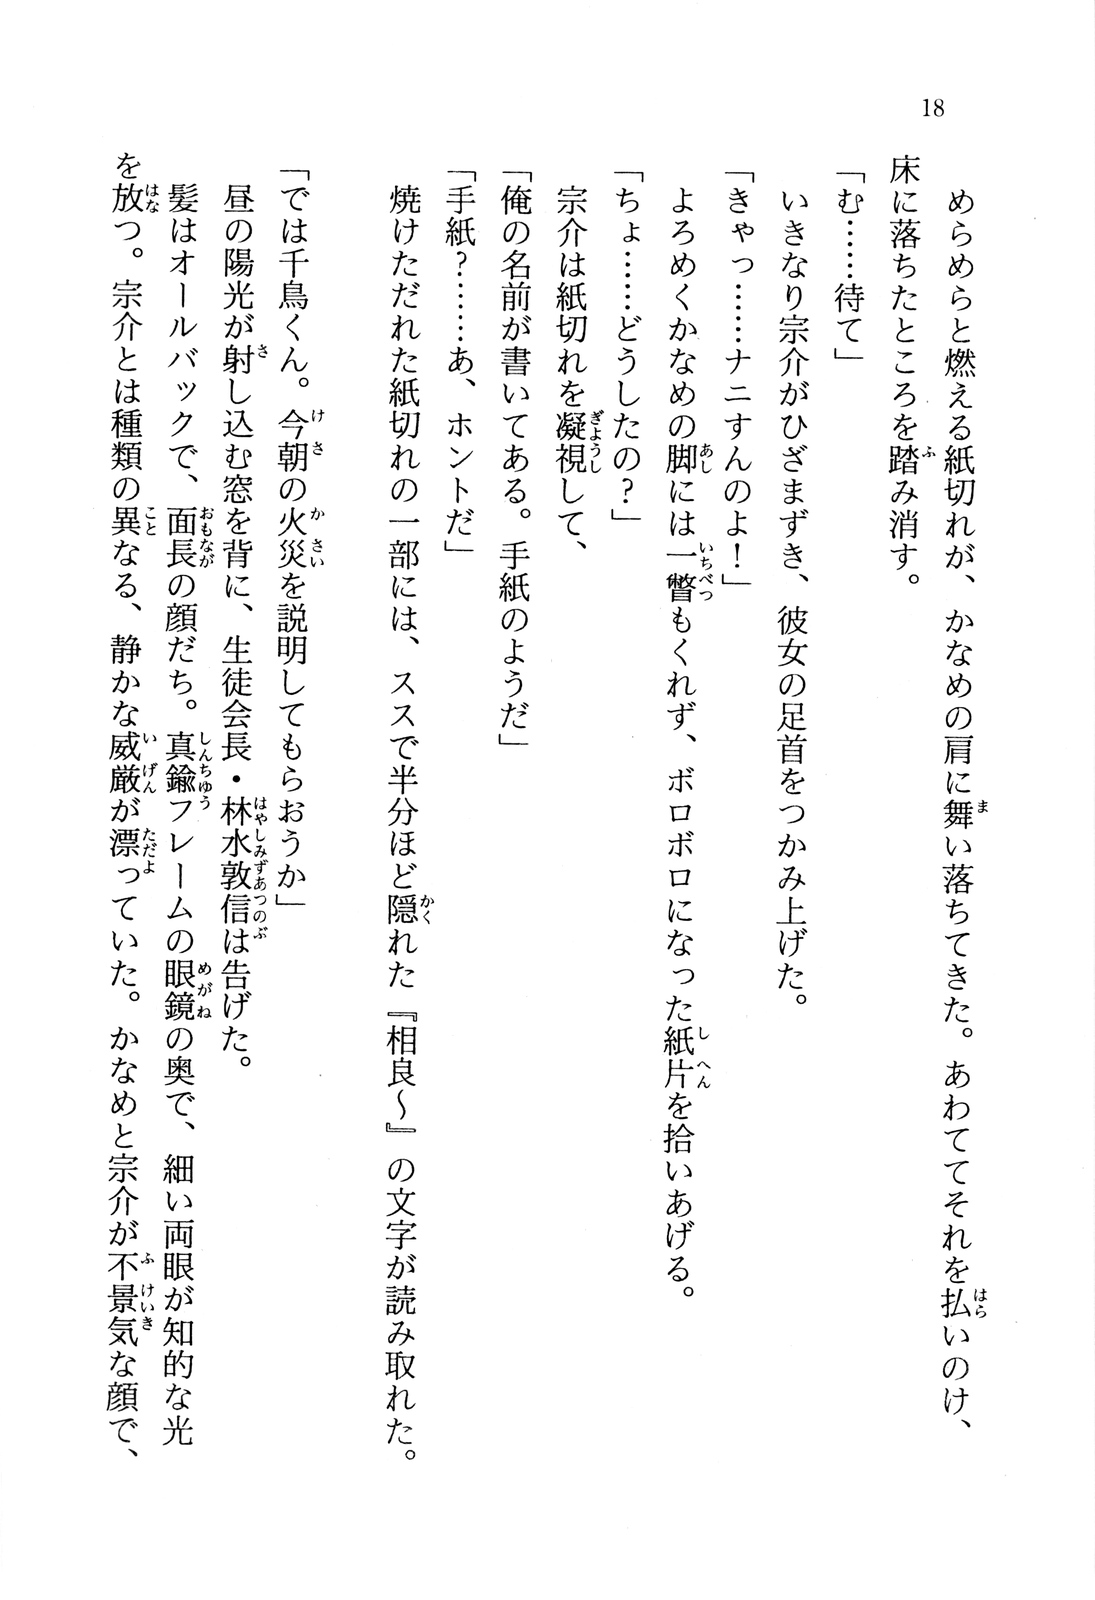 18
めらめらと燃える紙切れが、かなめの肩に舞い落ちてきた。あわててそれを払いのけ、
床に落ちたところを踏み消す。
「む……待て」
いきなり宗介がひざまずき、彼女の足首をつかみ上げた。
「きゃっ……ナニすんのよ！」
よろめくかなめの脚には一瞥もくれず、ボロボロになった紙片を拾いあげる。
「ちょ……どうしたの？」
宗介は紙切れを凝視して、
「俺の名前が書いてある。手紙のようだ」
「手紙？……あ、ホントだ」
焼けただれた紙切れの一部には、ススで半分ほど隠れた『相良〜』の文字が読み取れた。
「では千鳥くん。今朝の火災を説明してもらおうか」
昼の陽光が射し込む窓を背に、生徒会長・林水敦信は告げた。
髪はオールバックで、面長の顔だち。真鍮フレームの眼鏡の奥で、細い両眼が知的な光
を放つ。宗介とは種類の異なる、静かな威厳が漂っていた。かなめと宗介が不景気な顔で、